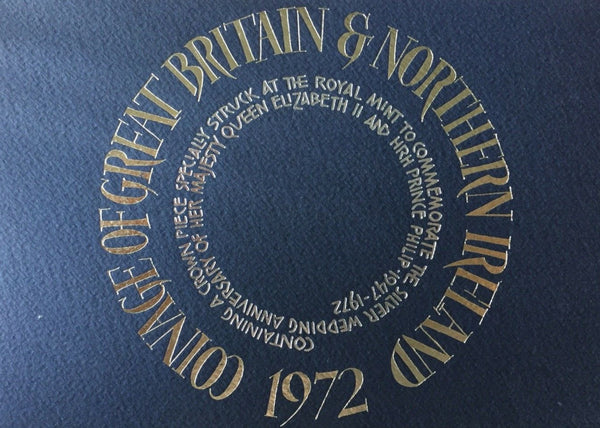 COINAGE OF GREAT BRITAIN & NORTHERN IRELAND
1972
CONTAINING A CROWN PIECE SPECIALLY STRUCK AT THE ROYAL MINT TO COMMEMORATE THE SILVER WEDDING ANNIVERSARY OF HER MAJESTY QUEEN ELIZABETH II AND HRH PRINCE PHILIP·1947-1972